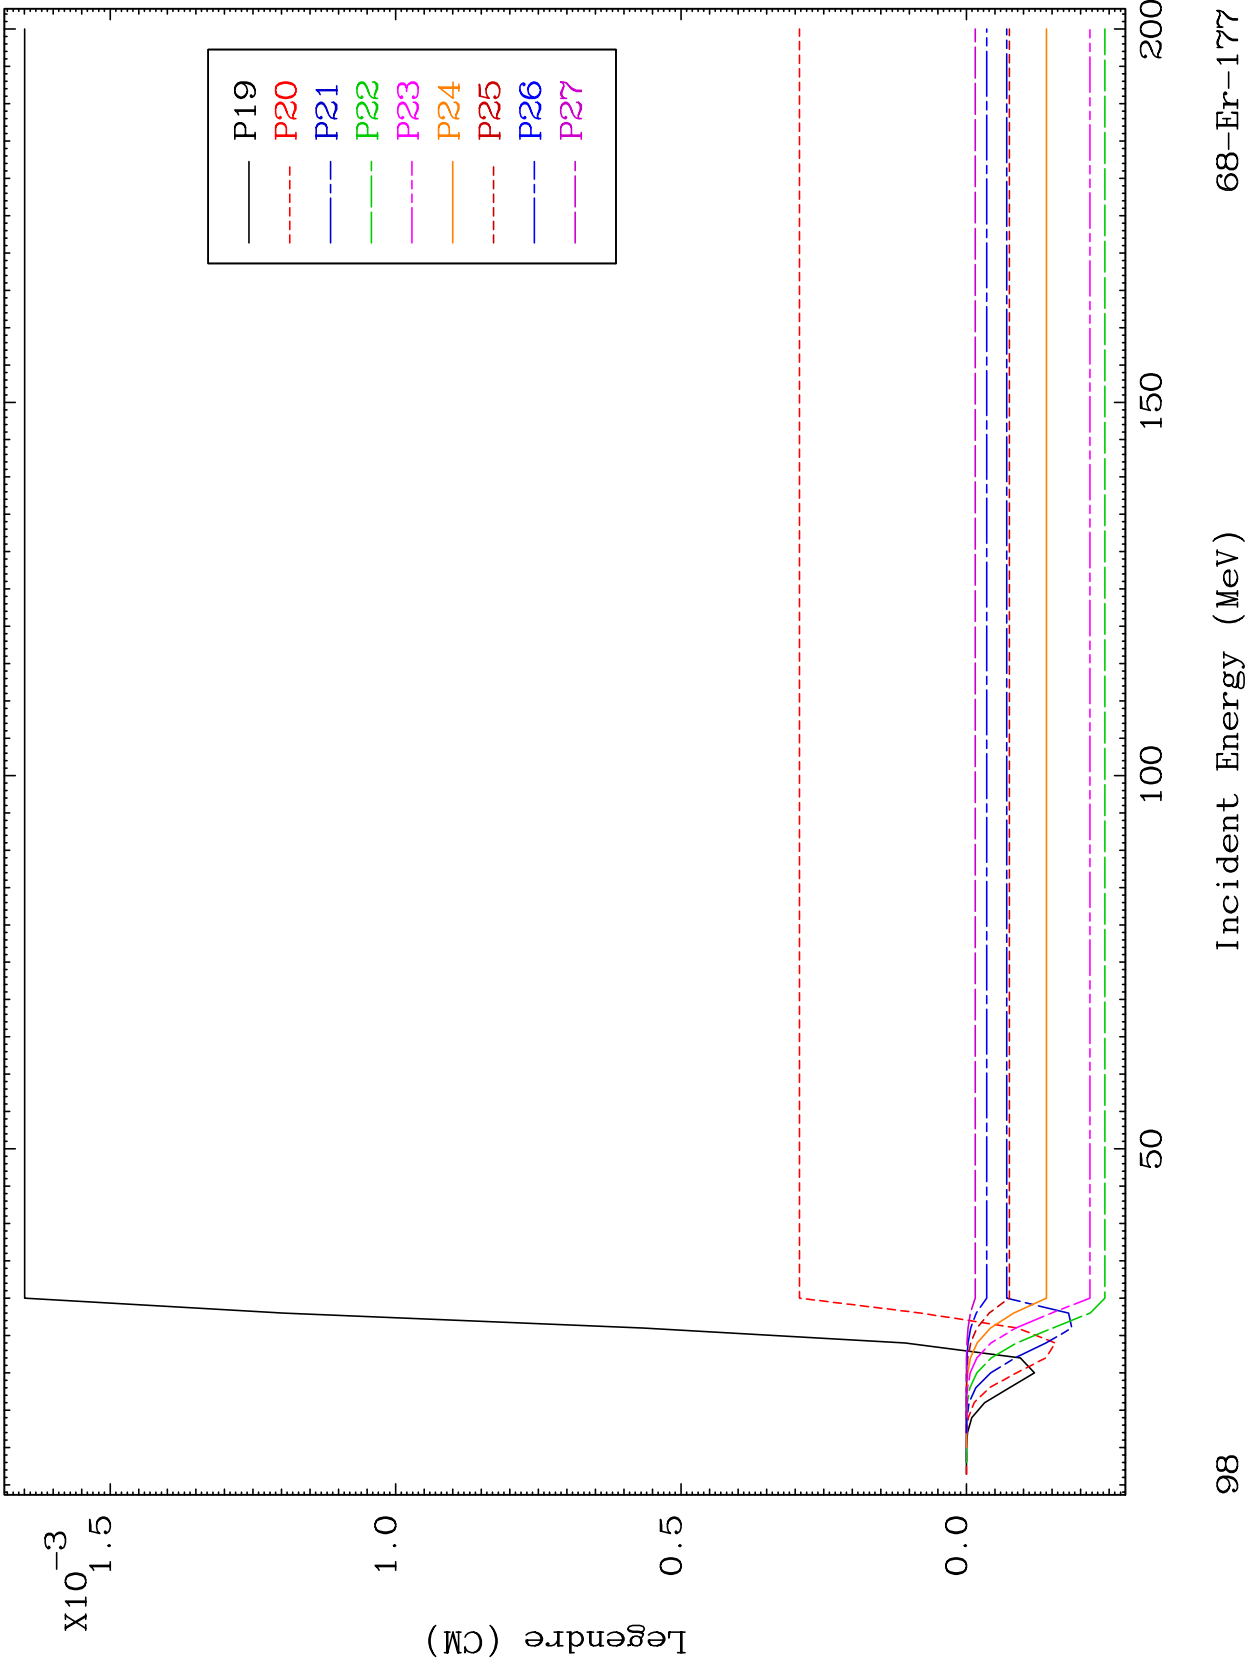 X10-3
1.5
1.0
0.5
0.0
Legendre (CM)
P19
P20
P21
P22
P23
P24
P25
P26
P27
50
100
150
200
Incident Energy (MeV)
98
68-Er-177